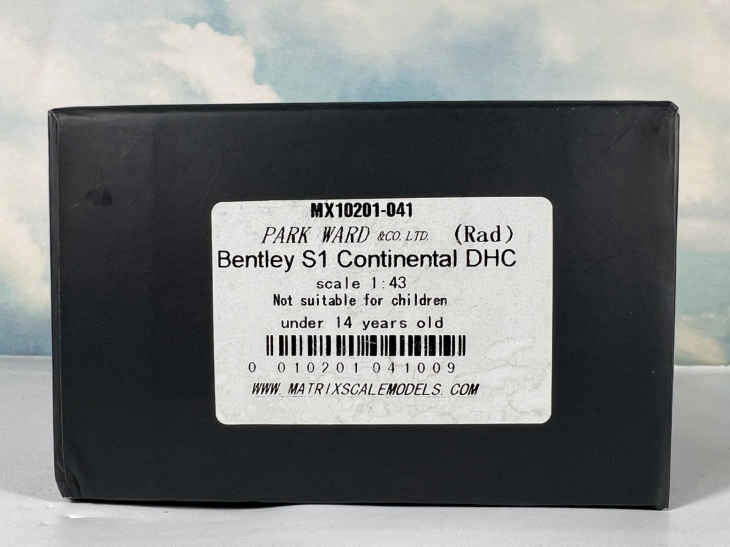 MX10201-041
PARK WARD &CO. LTD. (Rad)
Bentley S1 Continental DHC
scale 1:43
Not suitable for children
under 14 years old
0 010201 041009
WWW.MATRIXSCALEMODELS.COM